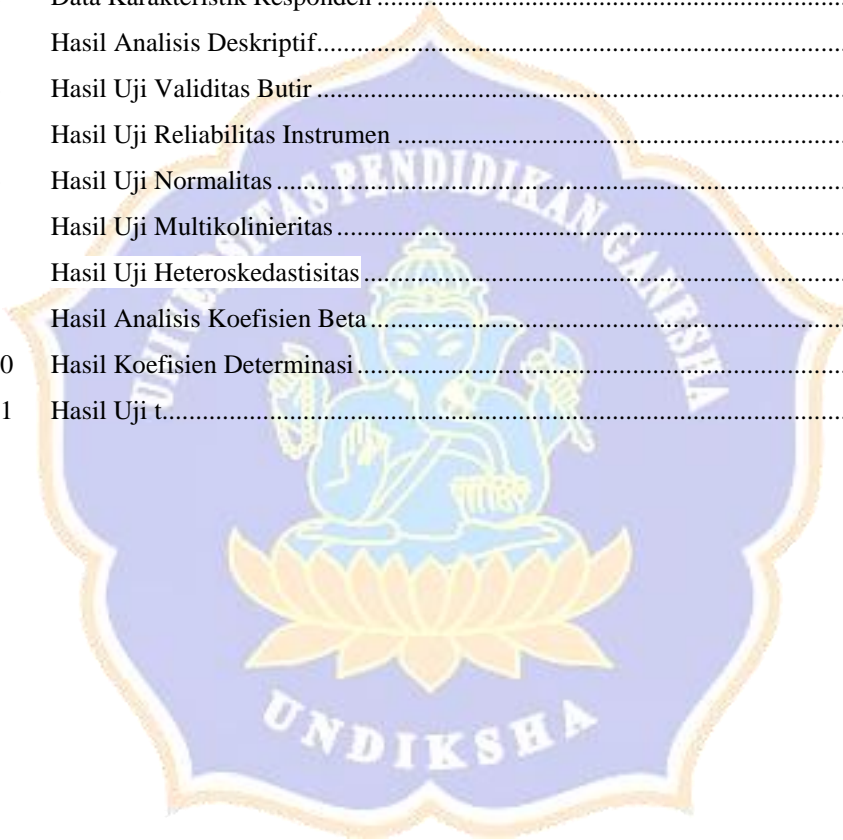 Data Karakteristik Responden ................................................................
Hasil Analisis Deskriptif................................................................
Hasil Uji Validitas Butir ................................................................
Hasil Uji Reliabilitas Instrumen ................................................................
Hasil Uji Normalitas ................................................................
Hasil Uji Multikolinieritas ................................................................
Hasil Uji Heteroskedastisitas ................................................................
Hasil Analisis Koefisien Beta ................................................................
0 Hasil Koefisien Determinasi ................................................................
1 Hasil Uji t................................................................
UNIVERSITAS PENDIDIKAN GANESHA
UNDIKSHA